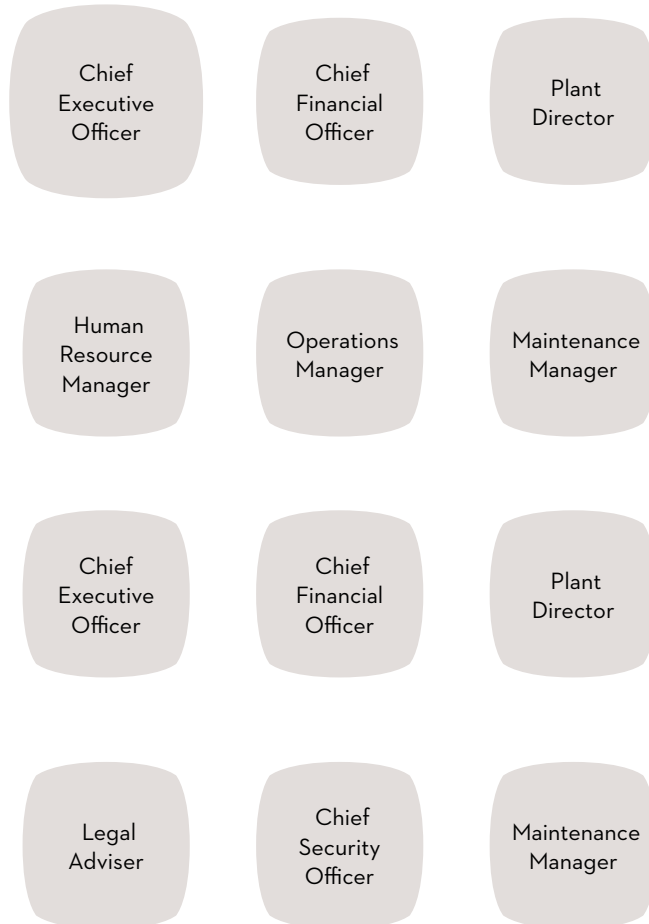 Chief
Executive
Officer
Chief
Financial
Officer
Plant
Director
Human
Resource
Manager
Operations
Manager
Maintenance
Manager
Chief
Executive
Officer
Chief
Financial
Officer
Plant
Director
Legal
Adviser
Chief
Security
Officer
Maintenance
Manager